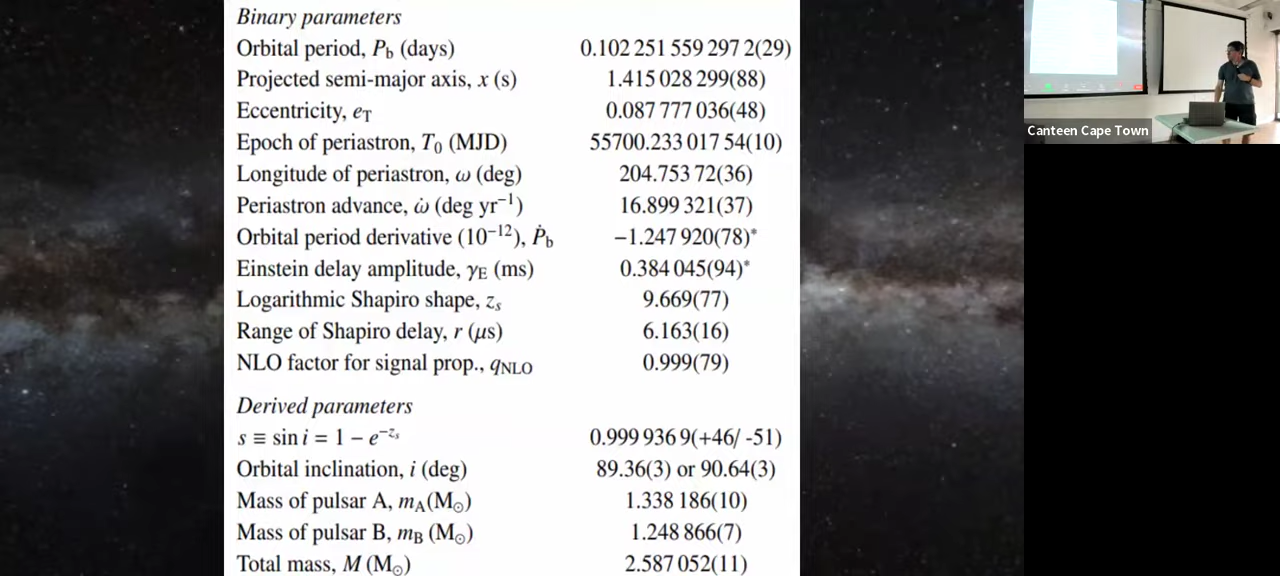 Binary parameters
Orbital period, P_b (days) 0.102 251 559 297 2(29)
Projected semi-major axis, x (s) 1.415 028 299(88)
Eccentricity, e_T 0.087 777 036(48)
Epoch of periastron, T_0 (MJD) 55700.233 017 54(10)
Longitude of periastron, ω (deg) 204.753 72(36)
Periastron advance, ω̇ (deg yr⁻¹) 16.899 321(37)
Orbital period derivative (10⁻¹²), Ṗ_b −1.247 920(78)*
Einstein delay amplitude, γ_E (ms) 0.384 045(94)*
Logarithmic Shapiro shape, z_s 9.669(77)
Range of Shapiro delay, r (μs) 6.163(16)
NLO factor for signal prop., q_NLO 0.999(79)
Derived parameters
s ≡ sin i = 1 − e^{−z_s} 0.999 936 9(+46/ -51)
Orbital inclination, i (deg) 89.36(3) or 90.64(3)
Mass of pulsar A, m_A(M_⊙) 1.338 186(10)
Mass of pulsar B, m_B (M_⊙) 1.248 866(7)
Total mass, M (M_⊙) 2.587 052(11)
Canteen Cape Town